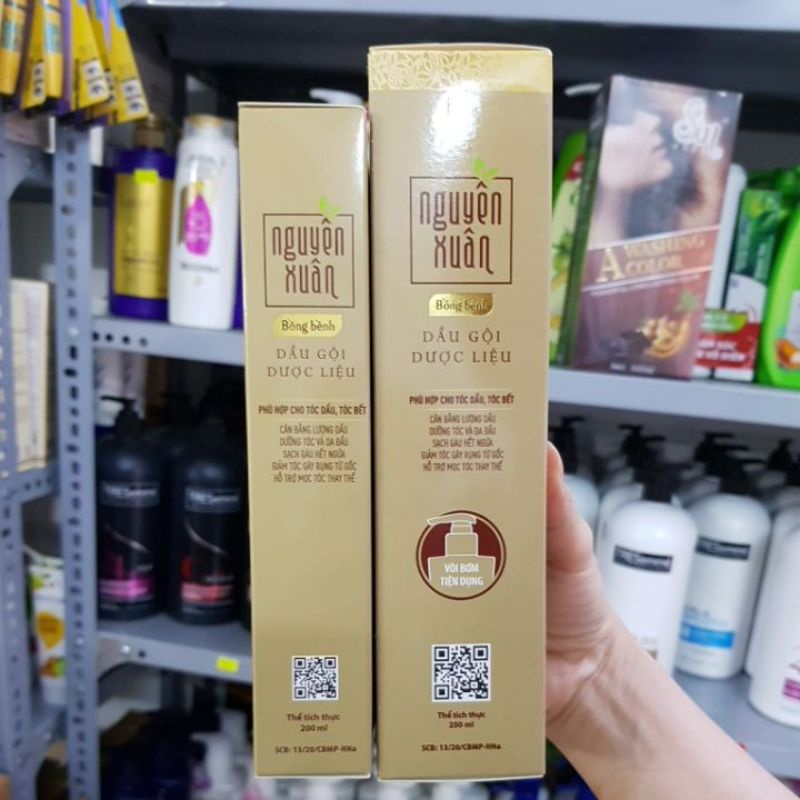 nguyên
xuân
Bồng bềnh
DẦU GỘI
DƯỢC LIỆU
PHÙ HỢP CHO TÓC DẦU, TÓC BẾT
CÂN BẰNG LƯỢNG DẦU
DƯỠNG TÓC VÀ DA ĐẦU
SẠCH GÀU HẾT NGỨA
GIẢM TÓC GÃY RỤNG TỪ GỐC
HỖ TRỢ MỌC TÓC THAY THẾ
Thể tích thực
200 ml
SCB: 13/20/CBMP-HNa
nguyên
xuân
Bồng bềnh
DẦU GỘI
DƯỢC LIỆU
PHÙ HỢP CHO TÓC DẦU, TÓC BẾT
CÂN BẰNG LƯỢNG DẦU
DƯỠNG TÓC VÀ DA ĐẦU
SẠCH GÀU HẾT NGỨA
GIẢM TÓC GÃY RỤNG TỪ GỐC
HỖ TRỢ MỌC TÓC THAY THẾ
VÒI BƠM
TIỆN DỤNG
Thể tích thực
250 ml
SCB: 13/20/CBMP-HNa
Sin
A WASHING
COLOR
TRESemmé
TRESemmé
TRESemmé
TRESemmé